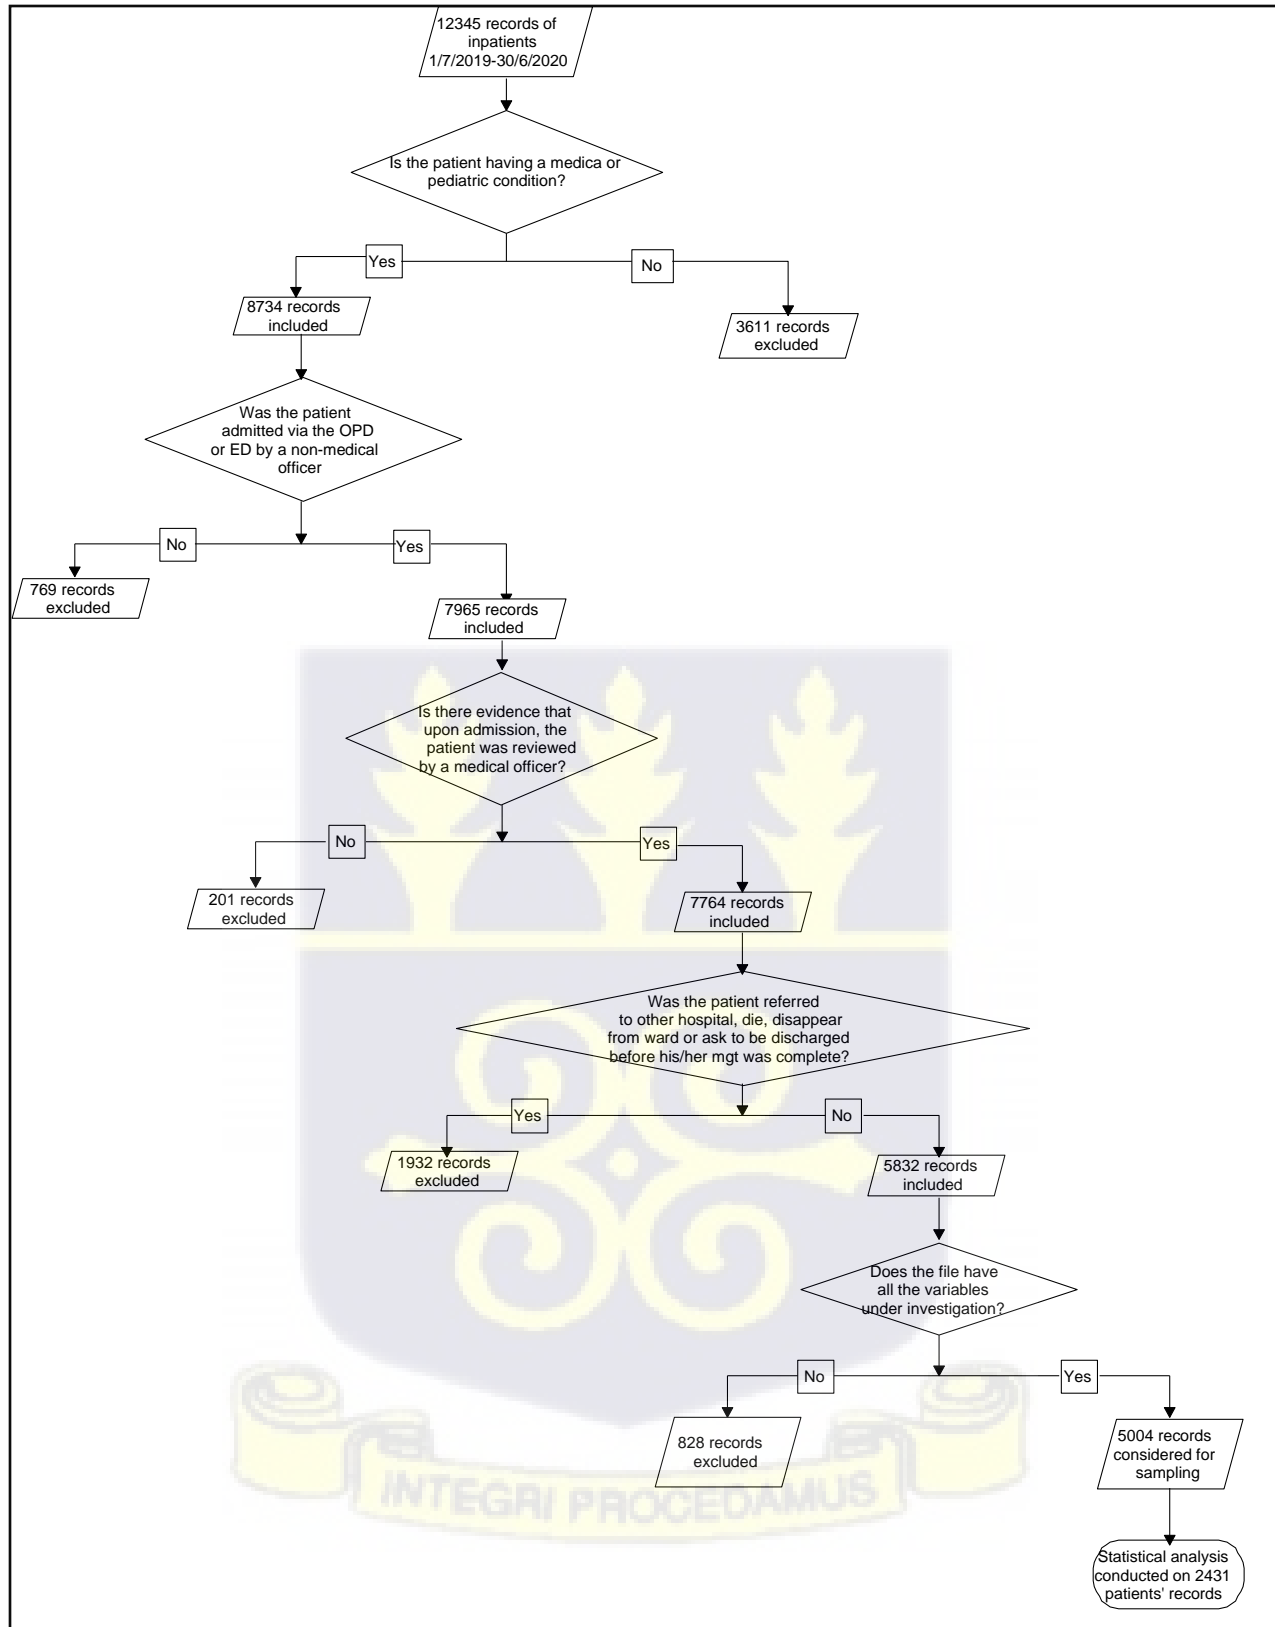 12345 records of
inpatients
1/7/2019-30/6/2020
Is the patient having a medica or
pediatric condition?
Yes
No
8734 records
included
3611 records
excluded
Was the patient
admitted via the OPD
or ED by a non-medical
officer
No
Yes
769 records
excluded
7965 records
included
Is there evidence that
upon admission, the
patient was reviewed
by a medical officer?
No
Yes
201 records
excluded
7764 records
included
Was the patient referred
to other hospital, die, disappear
from ward or ask to be discharged
before his/her mgt was complete?
Yes
No
1932 records
excluded
5832 records
included
Does the file have
all the variables
under investigation?
No
Yes
828 records
excluded
5004 records
considered for
sampling
INTEGRI PROCEDAMUS
Statistical analysis
conducted on 2431
patients' records